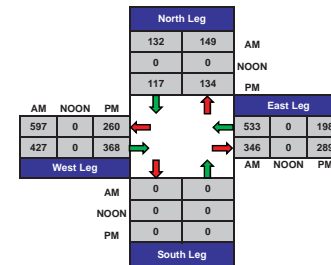 North Leg
132 149 AM
0 0 NOON
117 134 PM
AM NOON PM
East Leg
597 0 260
533 0 198
427 0 368
346 0 289
West Leg
AM NOON PM
AM 0 0
NOON 0 0
PM 0 0
South Leg